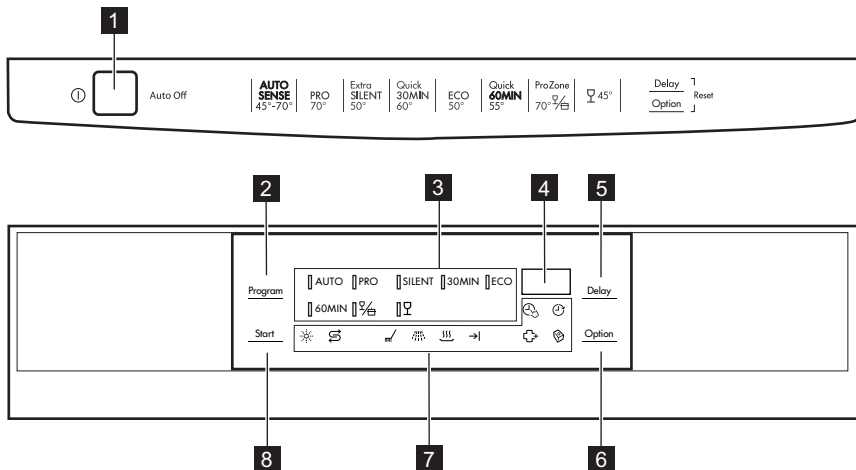 1
Auto Off
AUTO SENSE 45°-70°
PRO 70°
Extra SILENT 50°
Quick 30MIN 60°
ECO 50°
Quick 60MIN 55°
ProZone 70°
45°
Delay
Option
Reset
2
3
4
5
Program
AUTO PRO SILENT 30MIN ECO
Delay
60MIN
Start
Option
8
7
6